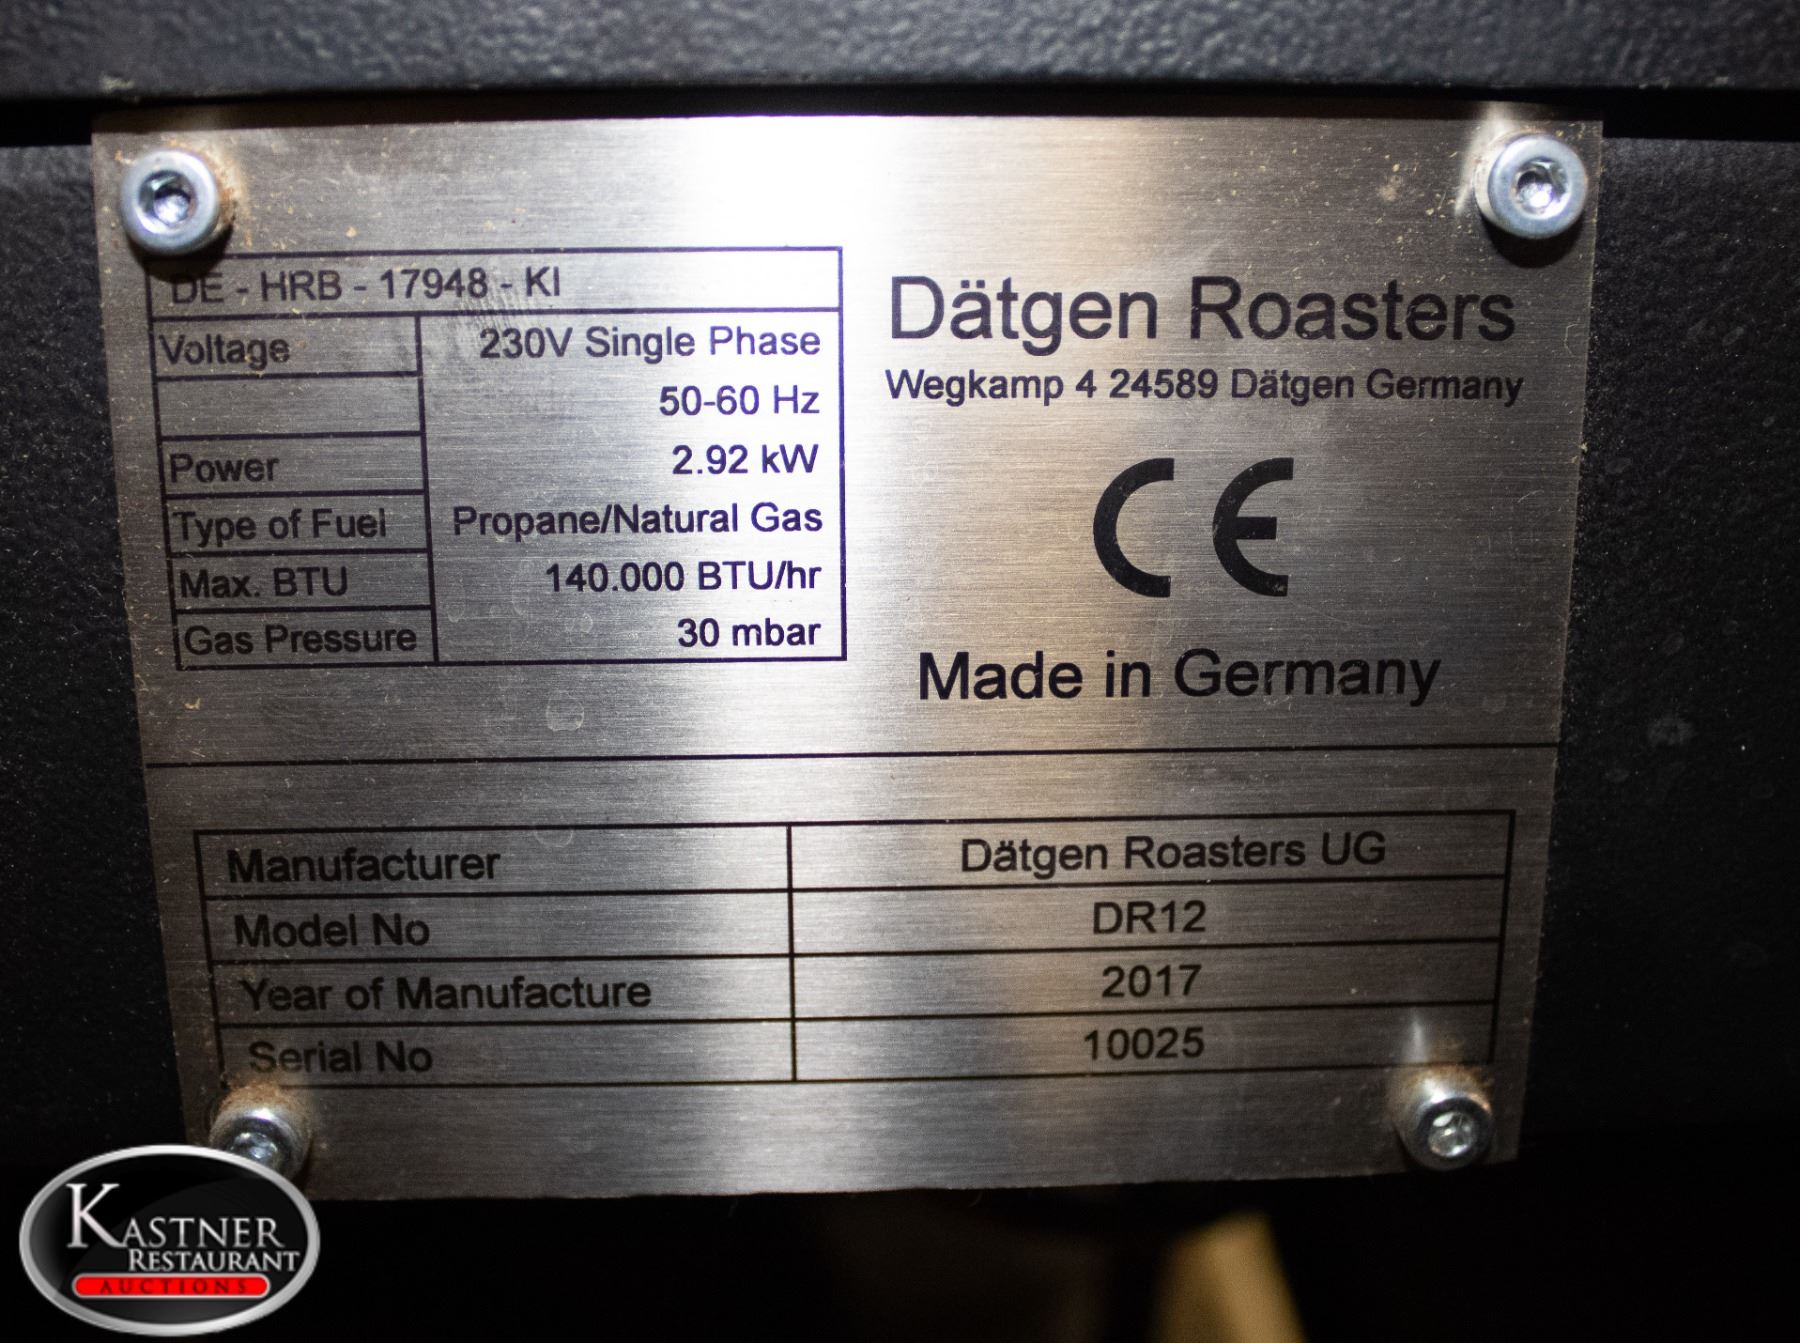 DE - HRB - 17948 - KI
Voltage 230V Single Phase
50-60 Hz
Power 2.92 kW
Type of Fuel Propane/Natural Gas
Max. BTU 140.000 BTU/hr
Gas Pressure 30 mbar
Dätgen Roasters
Wegkamp 4 24589 Dätgen Germany
CE
Made in Germany
Manufacturer Dätgen Roasters UG
Model No DR12
Year of Manufacture 2017
Serial No 10025
KASTNER
RESTAURANT
AUCTIONS